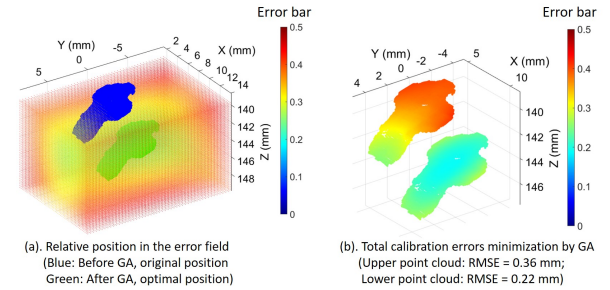 Error bar
0.5
0.4
0.3
0.2
0.1
0
Y (mm)
5
0
-5
X (mm)
2
4
6
8
10
12
14
140
142
144
146
148
Z (mm)
(a). Relative position in the error field
(Blue: Before GA, original position
Green: After GA, optimal position)
Error bar
0.5
0.4
0.3
0.2
0.1
0
Y (mm)
4
2
0
-2
-4
X (mm)
5
10
140
142
144
146
Z (mm)
(b). Total calibration errors minimization by GA
(Upper point cloud: RMSE = 0.36 mm;
Lower point cloud: RMSE = 0.22 mm)